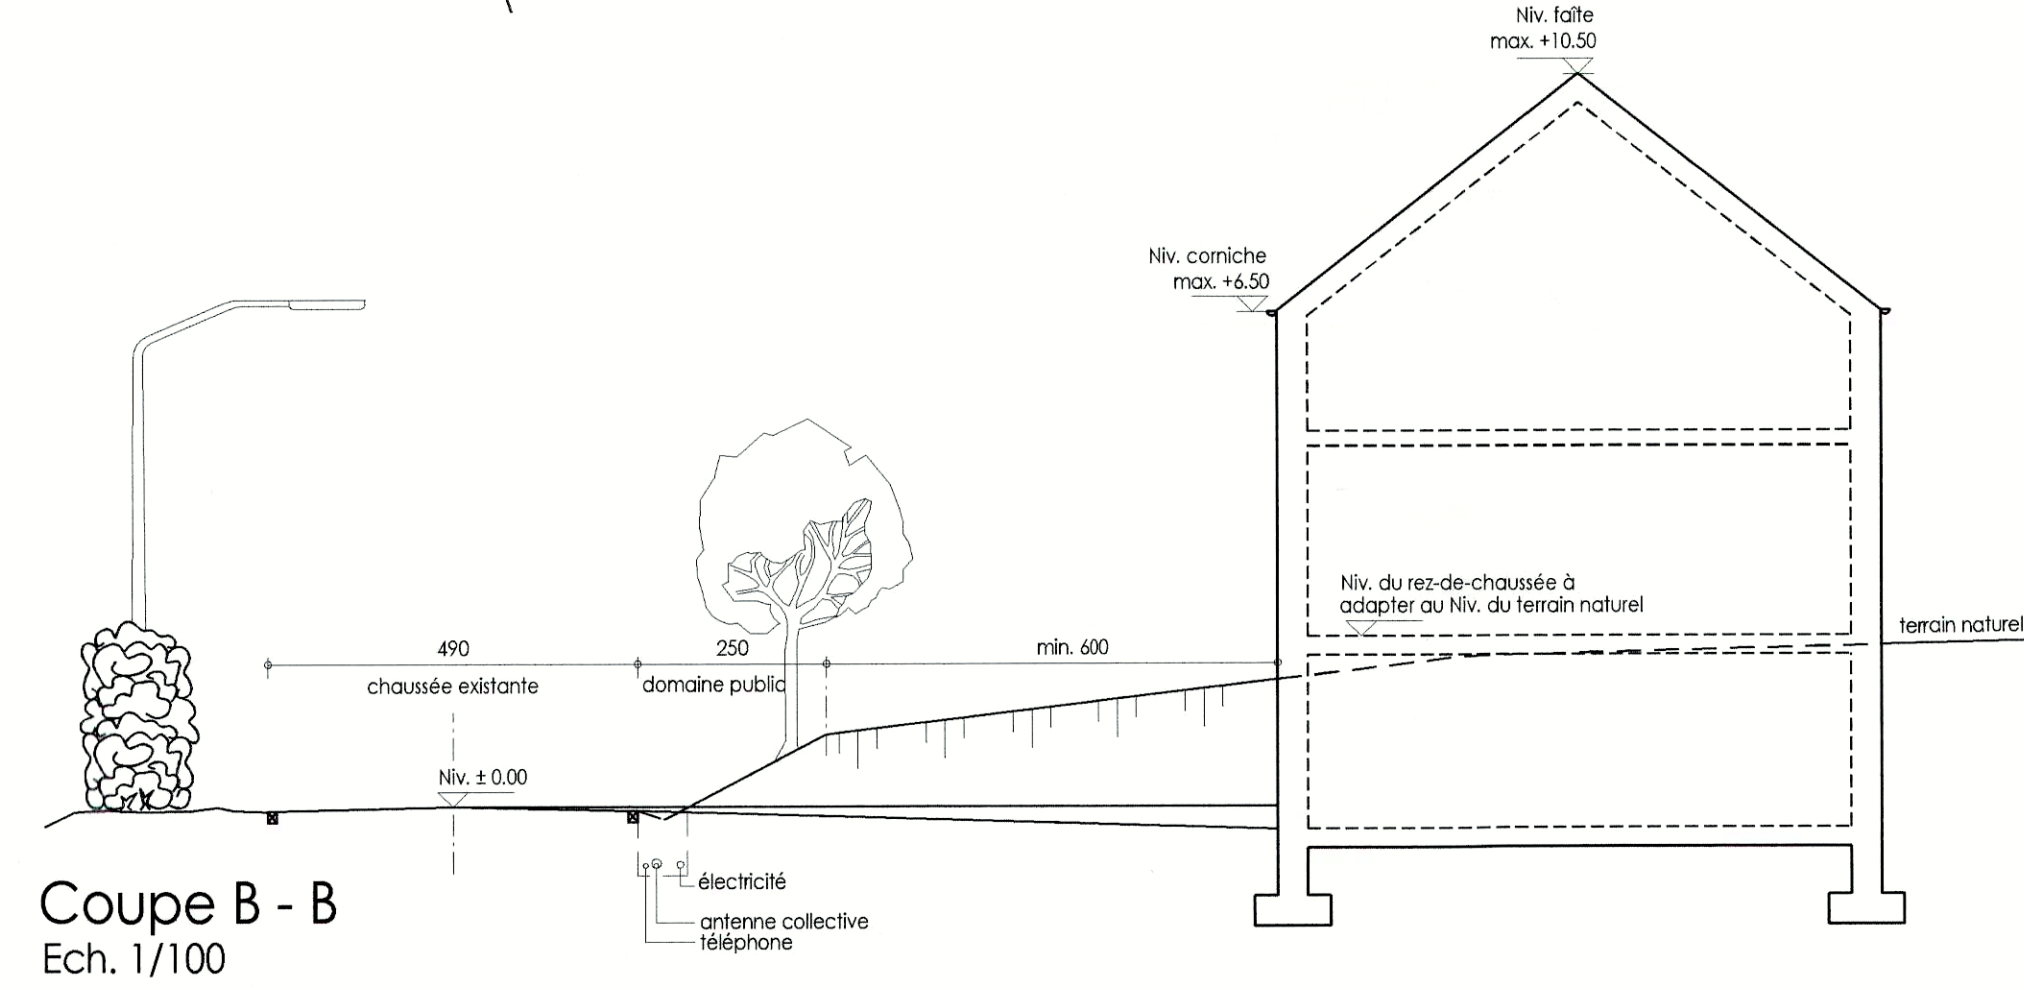 Niv. faîte
max. +10.50
Niv. corniche
max. +6.50
Niv. du rez-de-chaussée à
adapter au Niv. du terrain naturel
terrain naturel
490
250
min. 600
chaussée existante
domaine public
Niv. ± 0.00
électricité
antenne collective
téléphone
Coupe B - B
Ech. 1/100